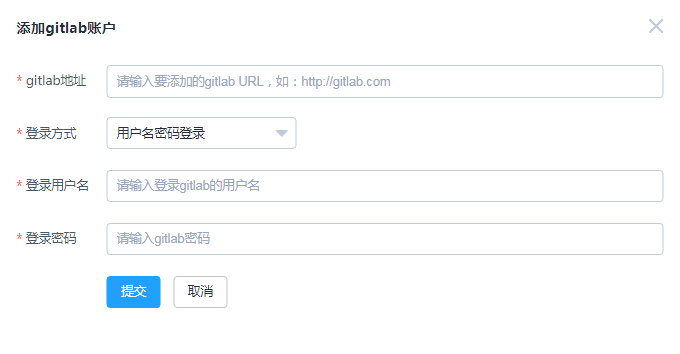 添加gitlab账户
* gitlab地址 请输入要添加的gitlab URL，如：http://gitlab.com
* 登录方式 用户名密码登录
* 登录用户名 请输入登录gitlab的用户名
* 登录密码 请输入gitlab密码
提交 取消